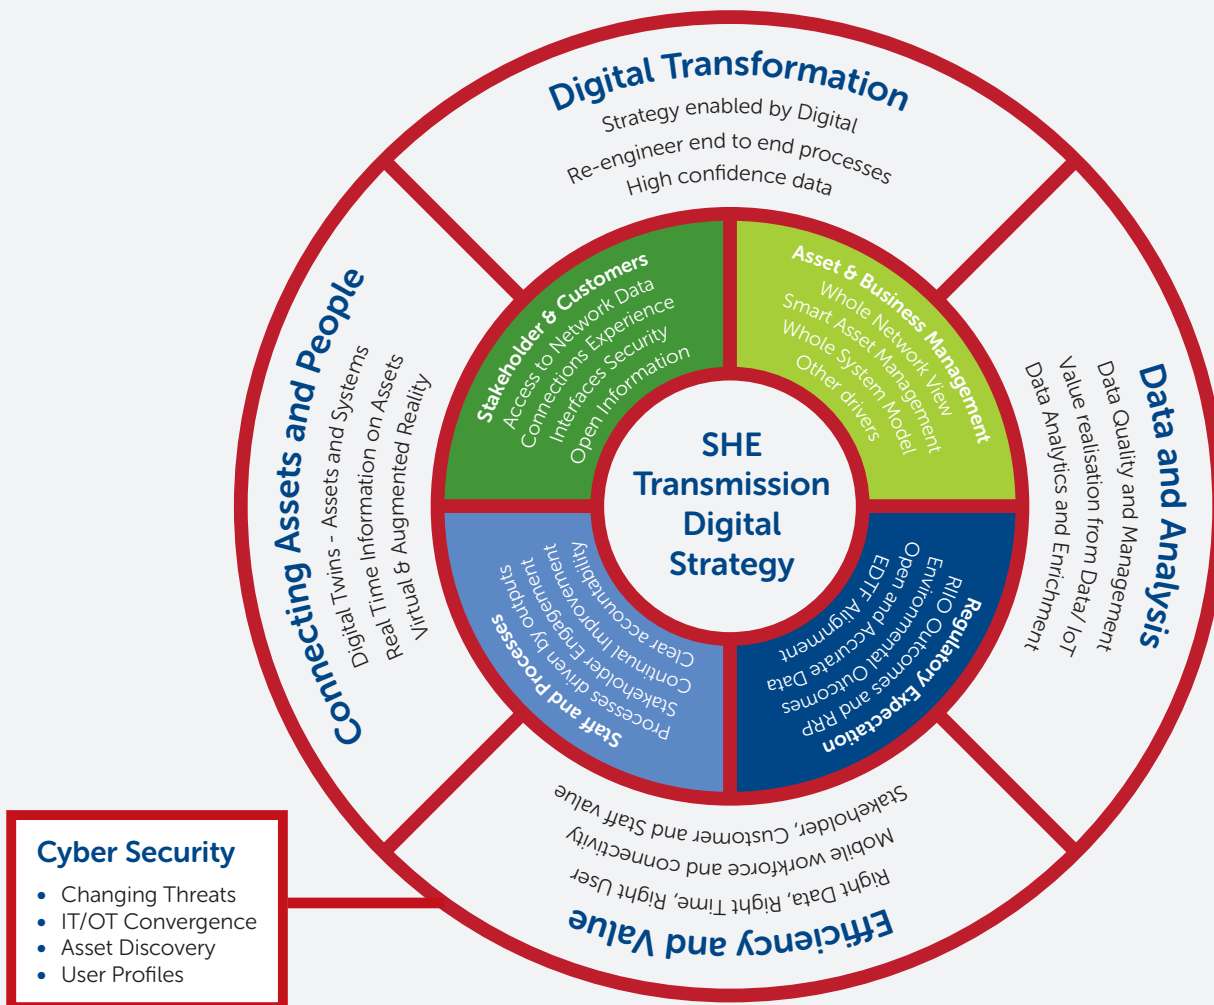 Digital Transformation
Strategy enabled by Digital
Re-engineer end to end processes
High confidence data
Data and Analysis
Data Quality and Management
Value realisation from Data/ IoT
Data Analytics and Enrichment
Efficiency and Value
Right Data, Right Time, Right User
Mobile workforce and connectivity
Stakeholder, Customer and Staff value
Connecting Assets and People
Digital Twins - Assets and Systems
Real Time Information on Assets
Virtual & Augmented Reality
Stakeholder & Customers
Access to Network Data
Connections Experience
Interfaces Security
Open Information
Asset & Business Management
Whole Network View
Smart Asset Management
Whole System Model
Other drivers
Regulatory Expectation
RIIO Outcomes and RRP
Environmental Outcomes
Open and Accurate Data
EDTF Alignment
Staff and Processes
Processes driven by outputs
Stakeholder Engagement
Continual Improvement
Clear accountability
SHE
Transmission
Digital
Strategy
Cyber Security
• Changing Threats
• IT/OT Convergence
• Asset Discovery
• User Profiles